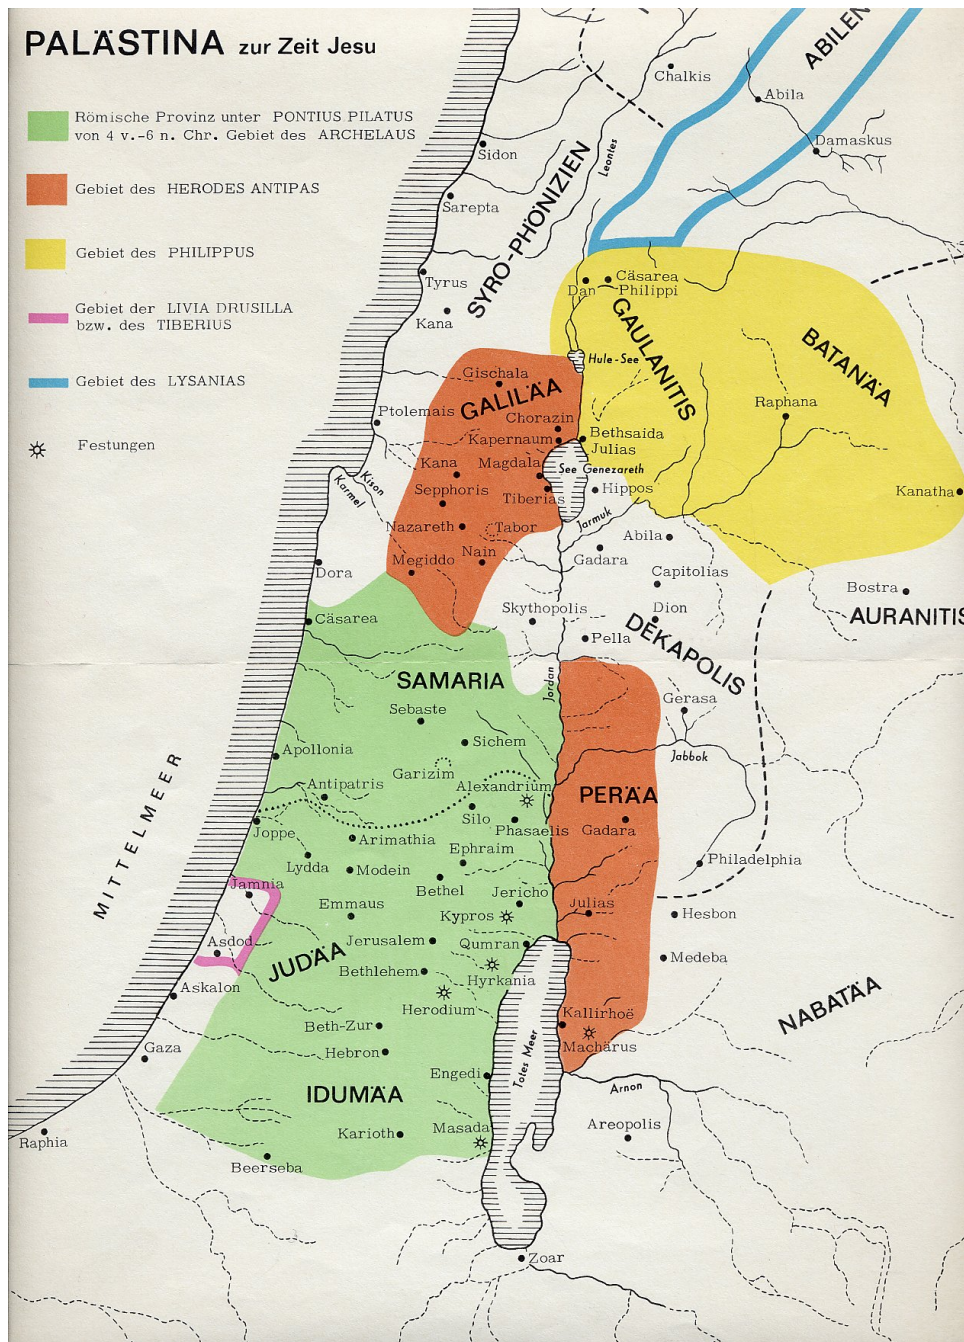 PALÄSTINA zur Zeit Jesu
Römische Provinz unter PONTIUS PILATUS
von 4 v.-6 n. Chr. Gebiet des ARCHELAUS
Gebiet des HERODES ANTIPAS
Gebiet des PHILIPPUS
Gebiet der LIVIA DRUSILLA
bzw. des TIBERIUS
Gebiet des LYSANIAS
Festungen
ABILEN
Chalkis
Abila
Damaskus
Sidon
Leontes
Sarepta
SYRO-PHÖNIZIEN
Tyrus
Kana
Dan
Cäsarea
Philippi
GAULANITIS
BATANÄA
Hule-See
Gischala
GALILÄA
Raphana
Ptolemais
Chorazin
Kapernaum
Bethsaida
Julias
Kana
Magdala
See Genezareth
Kison
Karmel
Sepphoris
Tiberias
Hippos
Kanatha
Nazareth
Tabor
Jarmuk
Abila
Nain
Megiddo
Gadara
Dora
Capitolias
Bostra
Skythopolis
Dion
AURANITIS
Cäsarea
Pella
DEKAPOLIS
SAMARIA
Jordan
Gerasa
Sebaste
Sichem
Apollonia
Jabbok
Garizim
Antipatris
Alexandrium
PERÄA
Silo
Phasaelis
Gadara
Joppe
Arimathia
Ephraim
Philadelphia
Lydda
Modein
Bethel
Jamnia
Jericho
Emmaus
Kypros
Julias
Hesbon
MITTELMEER
Asdod
Jerusalem
Qumran
JUDÄA
Medeba
Bethlehem
Hyrkania
Askalon
Herodium
NABATÄA
Kallirhoë
Beth-Zur
Machärus
Gaza
Hebron
Totes Meer
Engedi
Arnon
IDUMÄA
Raphia
Karioth
Masada
Areopolis
Beerseba
Zoar